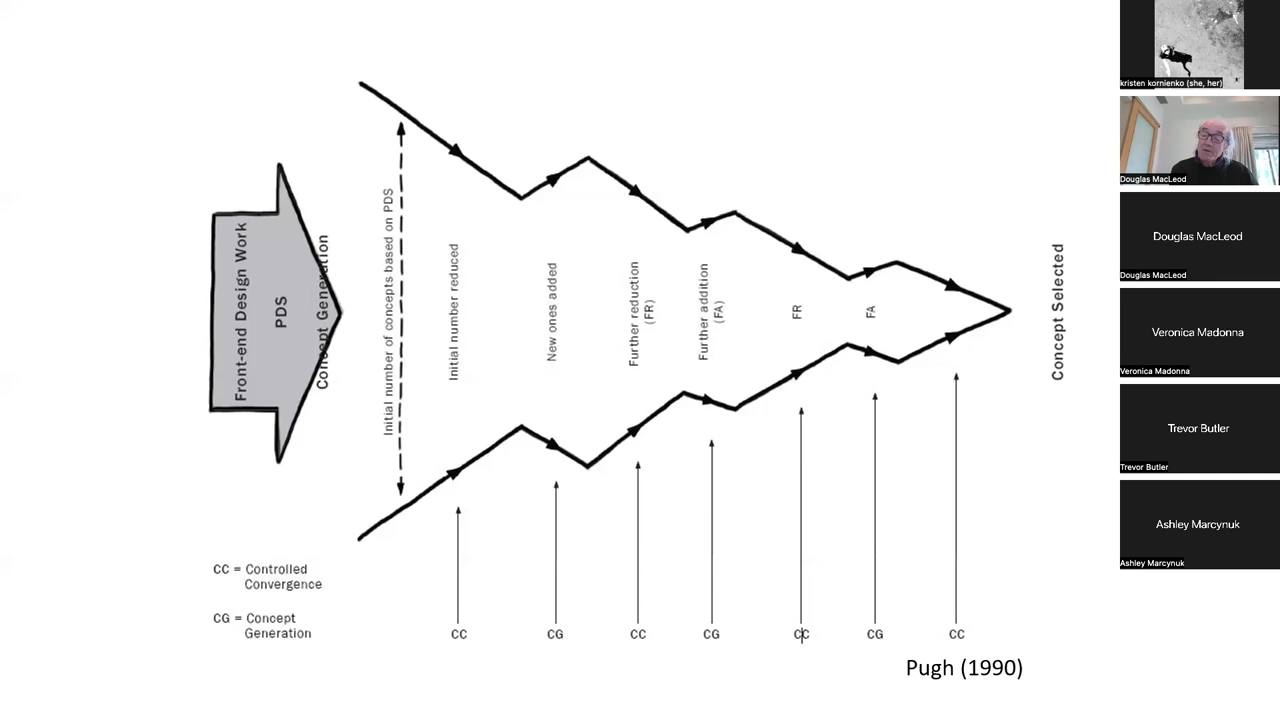 Front-end Design Work
PDS
Concept Generation
Initial number of concepts based on PDS
Initial number reduced
New ones added
Further reduction
(FR)
Further addition
(FA)
FR
FA
Concept Selected
CC = Controlled
Convergence
CG = Concept
Generation
CC
CG
CC
CG
CC
CG
CC
Pugh (1990)
kristen kornienko (she, her)
Douglas MacLeod
Douglas MacLeod
Douglas MacLeod
Veronica Madonna
Veronica Madonna
Trevor Butler
Trevor Butler
Ashley Marcynuk
Ashley Marcynuk